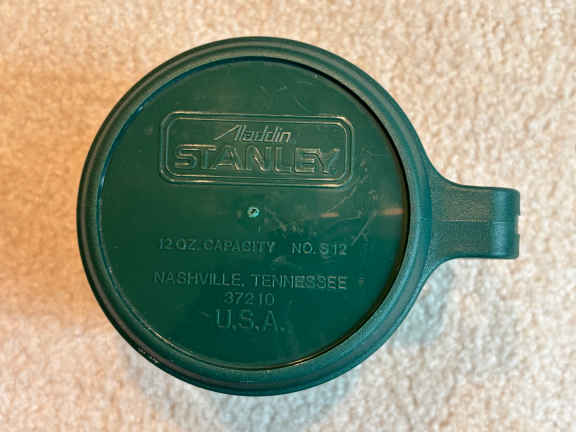 Aladdin
STANLEY
12 OZ. CAPACITY NO. S12
NASHVILLE, TENNESSEE
37210
U.S.A.